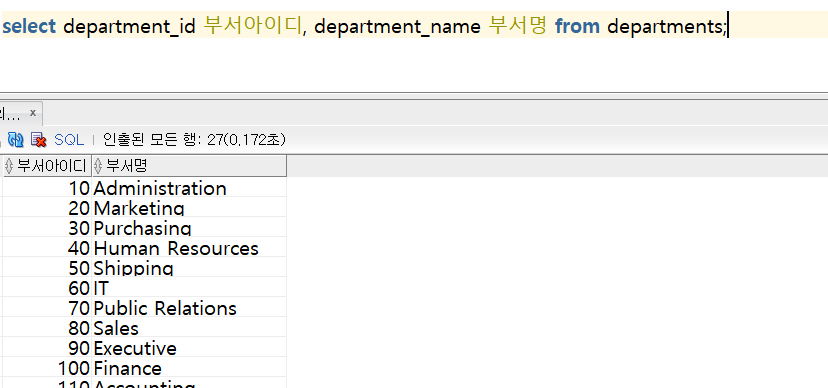 select department_id 부서아이디, department_name 부서명 from departments;
의... x
SQL | 인출된 모든 행: 27(0,172초)
부서아이디 부서명
10 Administration
20 Marketing
30 Purchasing
40 Human Resources
50 Shipping
60 IT
70 Public Relations
80 Sales
90 Executive
100 Finance
110 Accounting